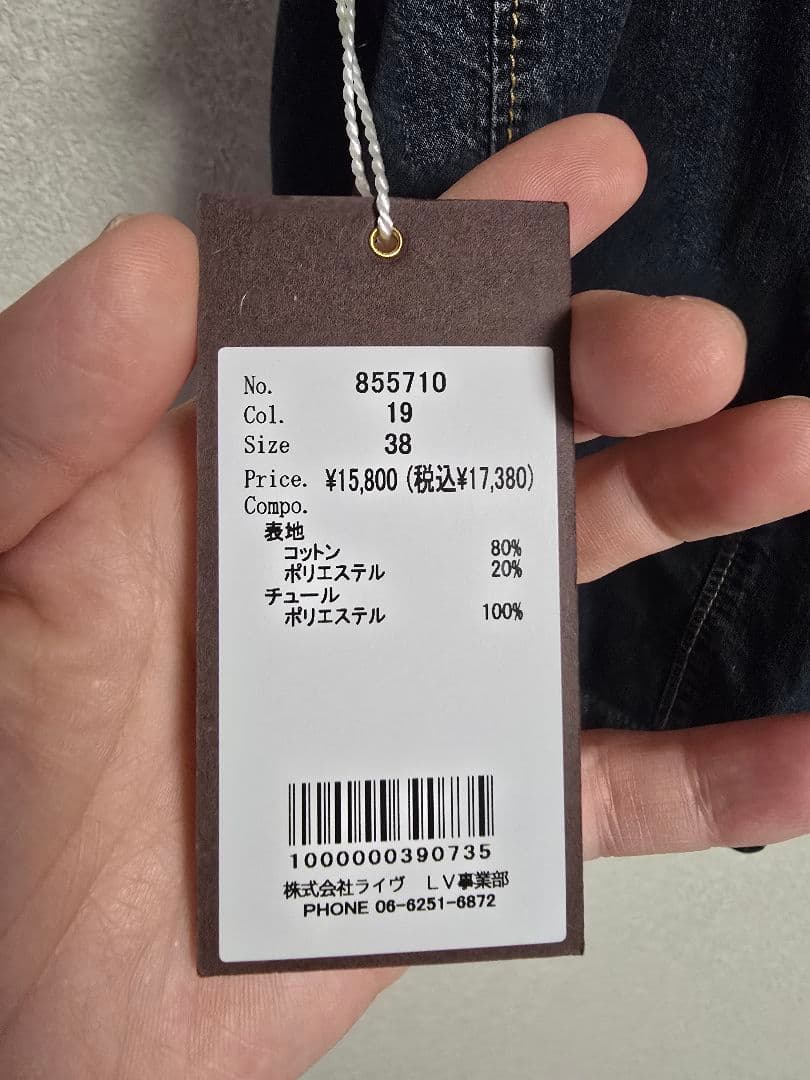 No. 855710
Col. 19
Size 38
Price. ¥15,800 (税込¥17,380)
Compo.
表地
コットン 80%
ポリエステル 20%
チュール
ポリエステル 100%
1000000390735
株式会社ライヴ LV事業部
PHONE 06-6251-6872